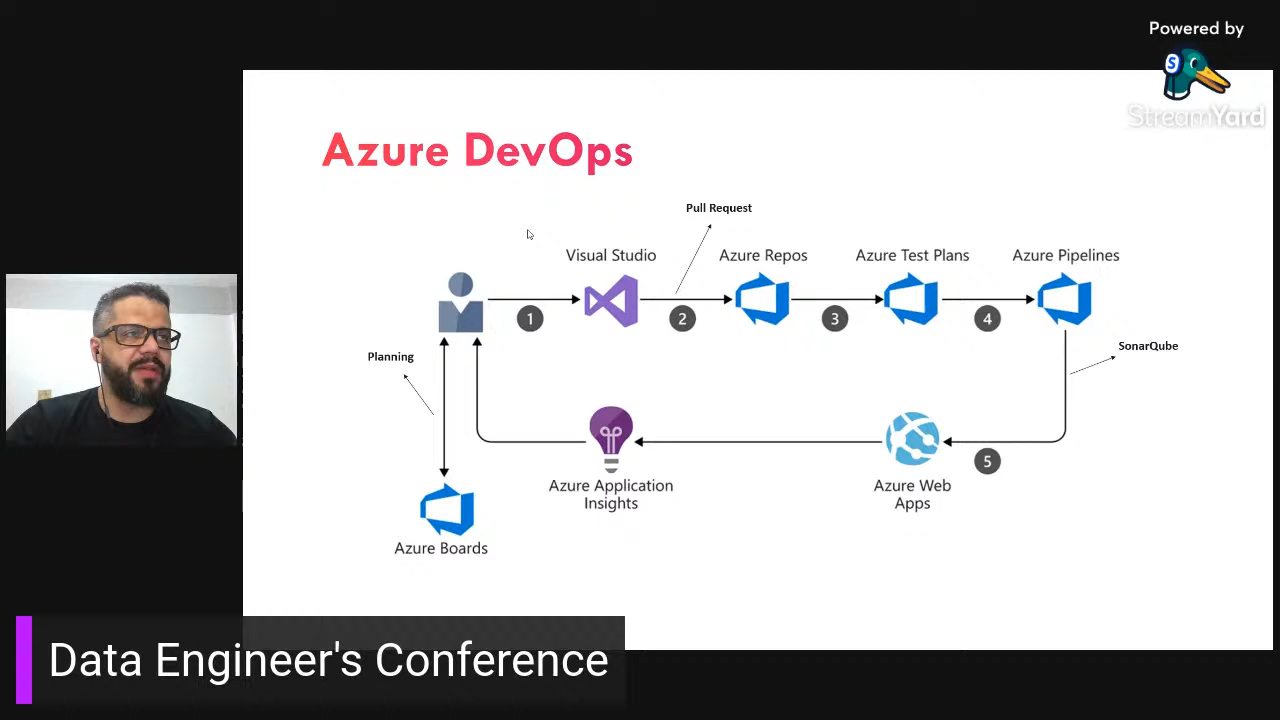 Powered by
StreamYard
Azure DevOps
Pull Request
Visual Studio
Azure Repos
Azure Test Plans
Azure Pipelines
1
2
3
4
Planning
SonarQube
5
Azure Application
Insights
Azure Web
Apps
Azure Boards
Data Engineer's Conference